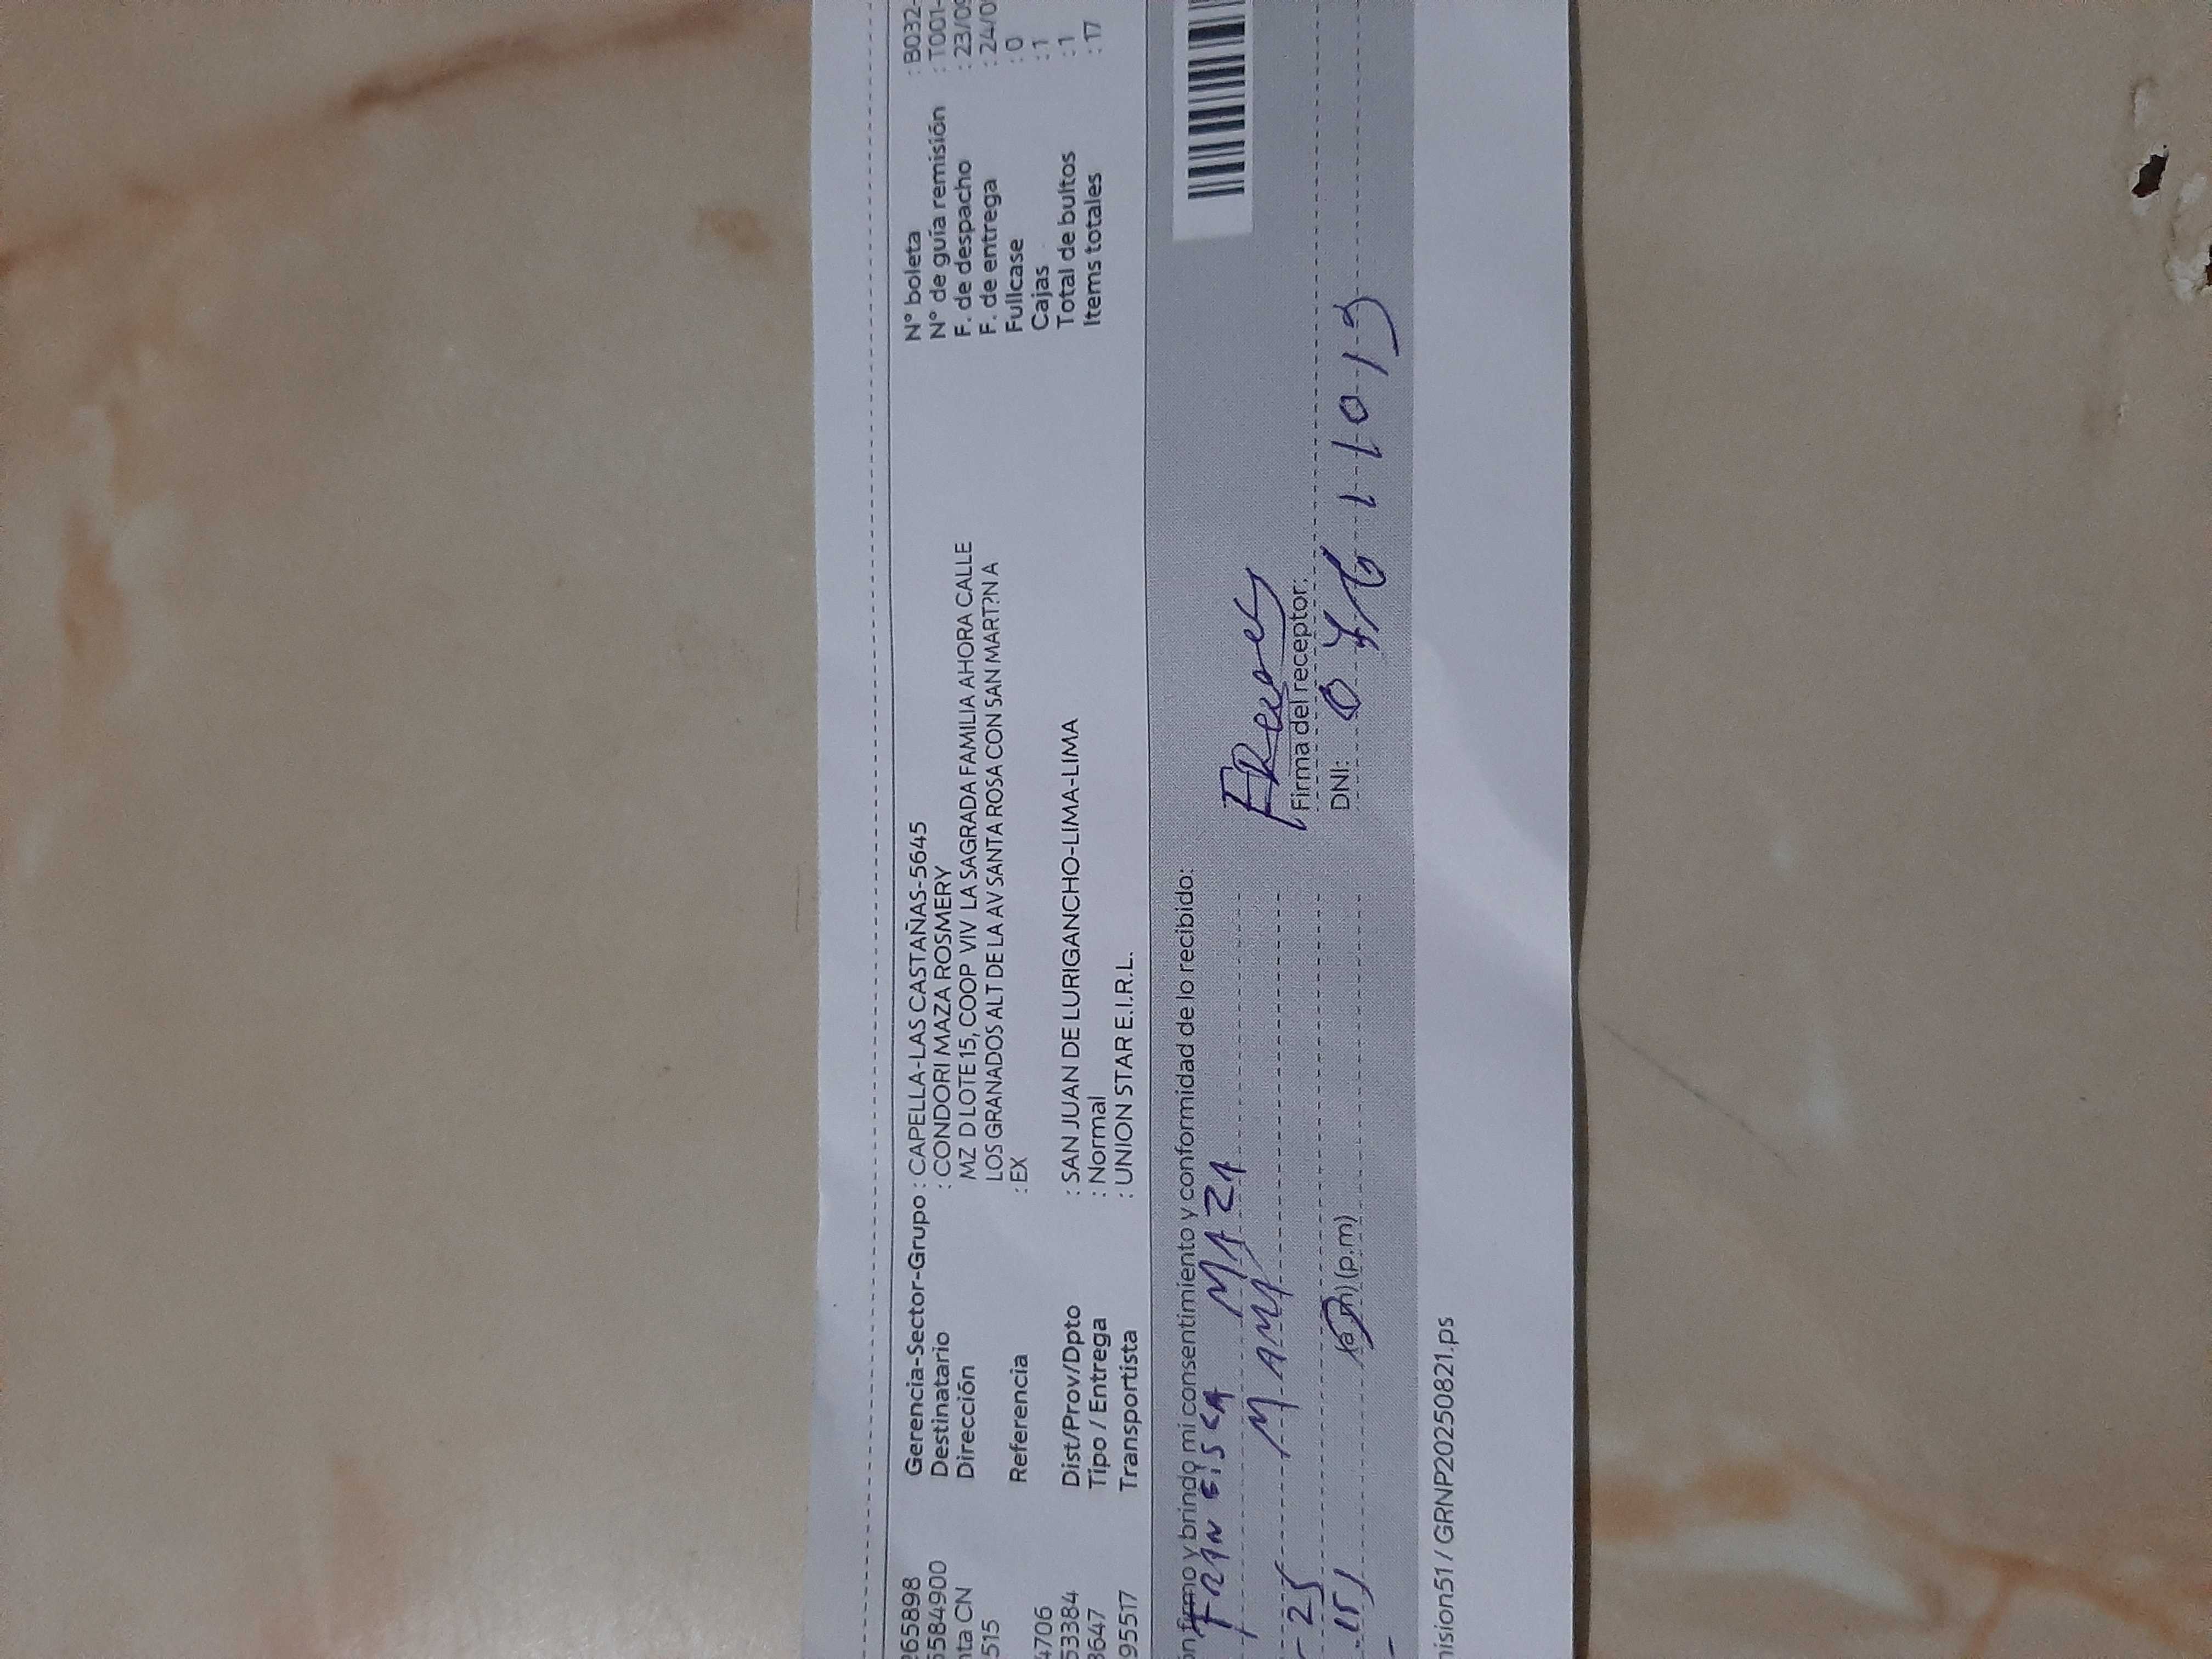 265898
5584900
nta CN
515
4706
53384
3647
95517
Gerencia-Sector-Grupo : CAPELLA-LAS CASTAÑAS-5645
Destinatario : CONDORI MAZA ROSMERY
Dirección MZ D LOTE 15, COOP VIV LA SAGRADA FAMILIA AHORA CALLE
LOS GRANADOS ALT DE LA AV SANTA ROSA CON SAN MART?N A
Referencia : EX
Dist/Prov/Dpto : SAN JUAN DE LURIGANCHO-LIMA-LIMA
Tipo / Entrega : Normal
Transportista : UNION STAR E.I.R.L.
N° boleta : B032-
N° de guía remisión : T001-
F. de despacho : 23/09
F. de entrega : 24/0
Fullcase : 0
Cajas : 1
Total de bultos : 1
Items totales : 17
firmo y brindo mi consentimiento y conformidad de lo recibido:
MAZA
MAMA
25
(p.m)
Firma del receptor:
DNI:
nision51 / GRNP20250821.ps